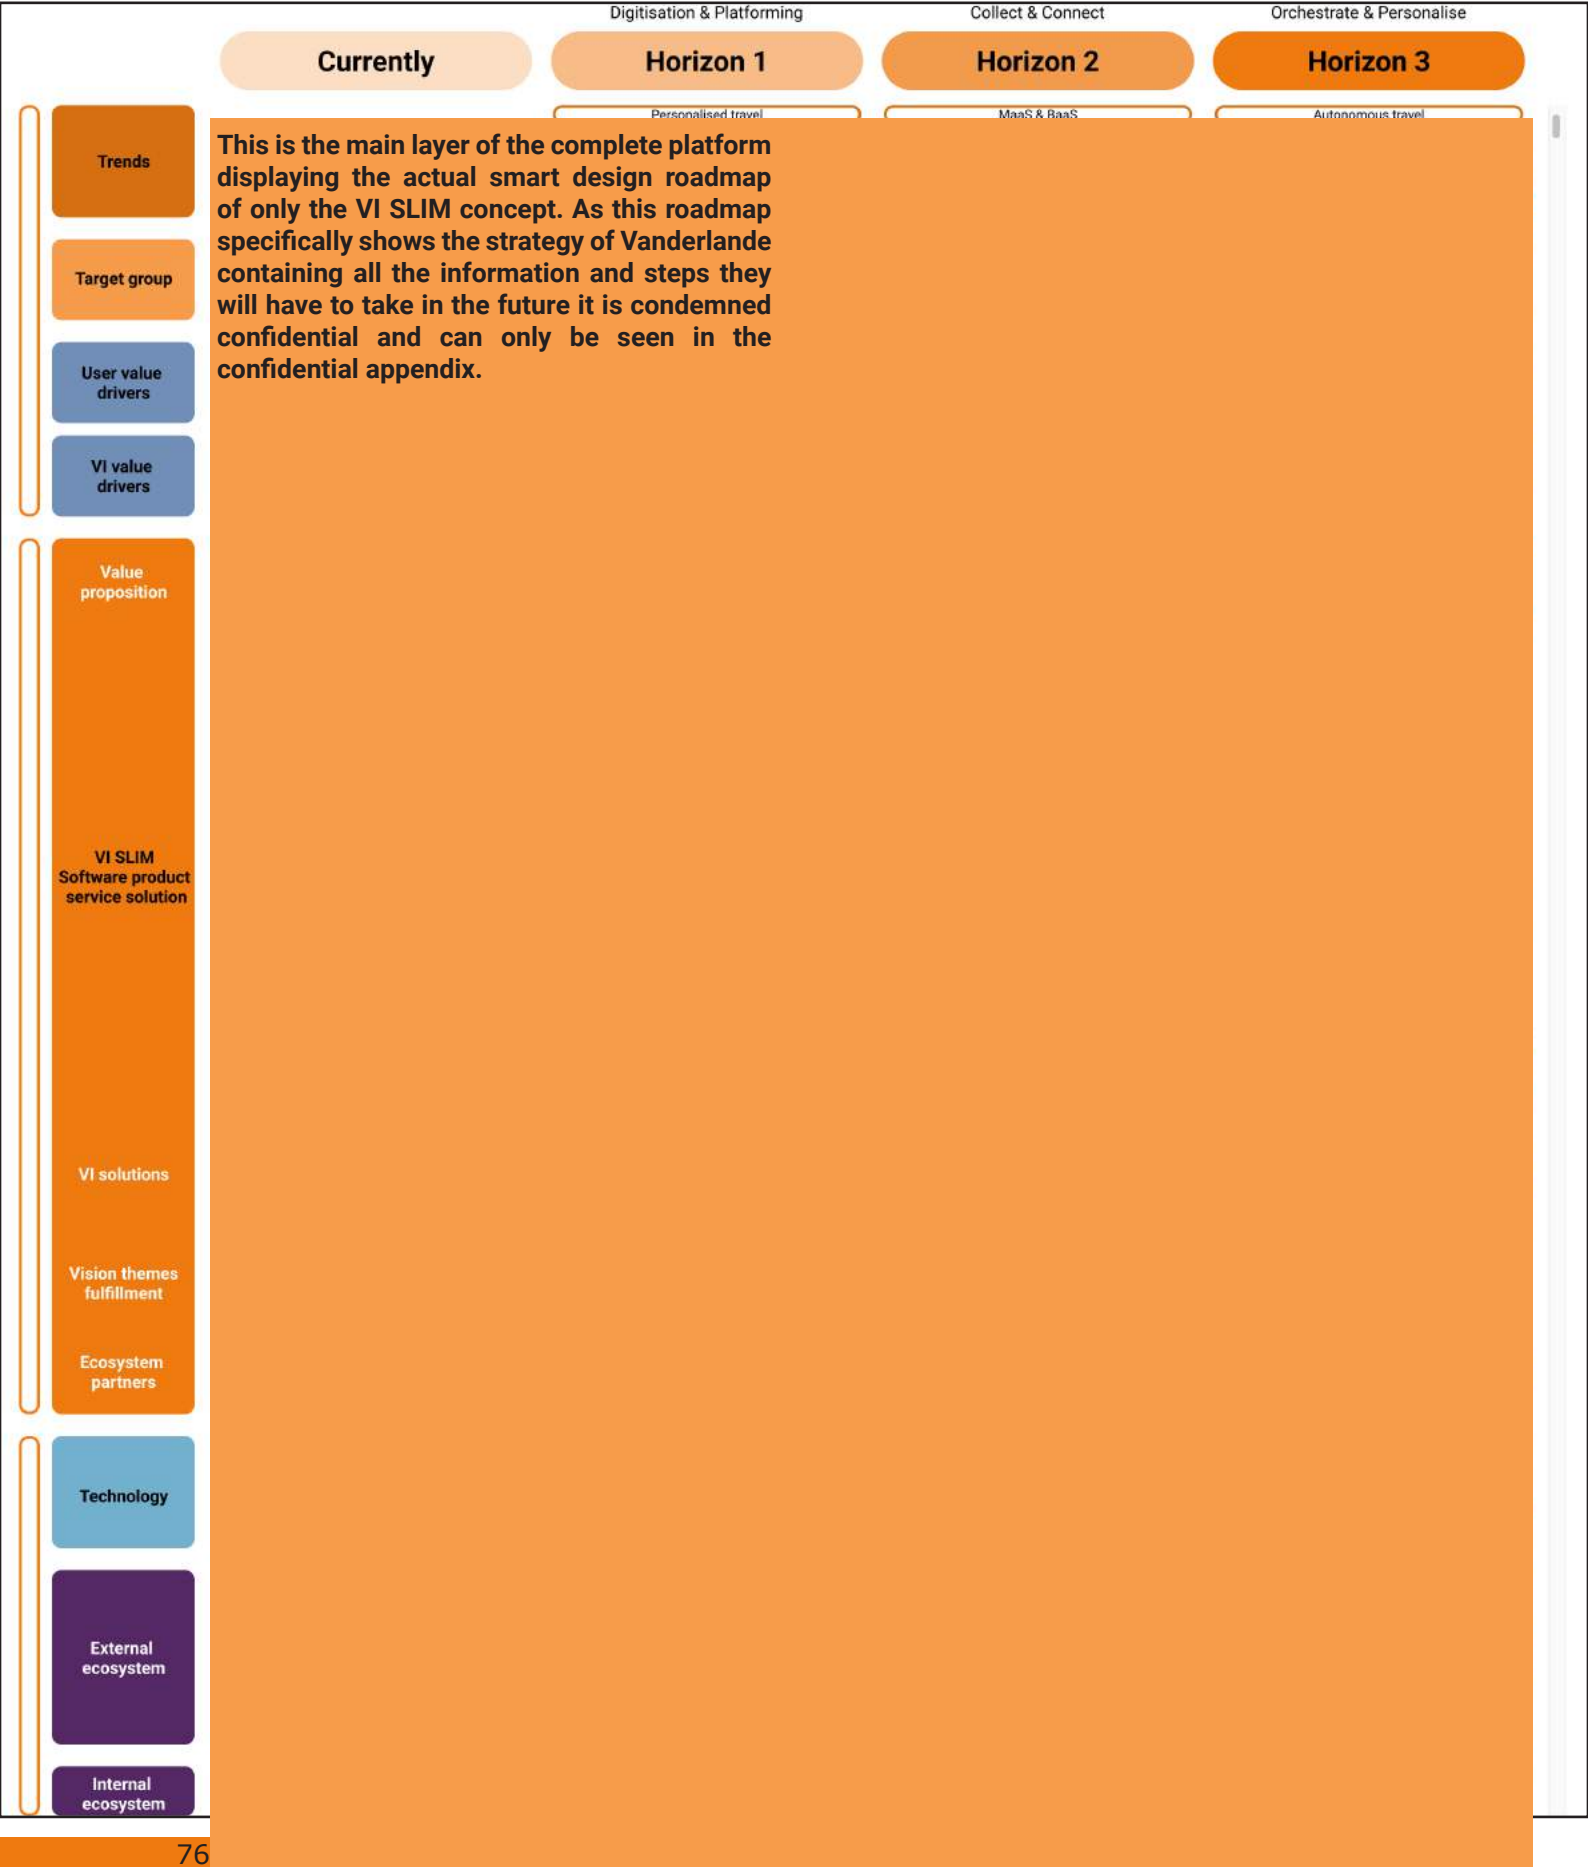 Digitisation & Platforming
Collect & Connect
Orchestrate & Personalise
Currently
Horizon 1
Horizon 2
Horizon 3
Personalised travel
MaaS & BaaS
Autonomous travel
Trends
This is the main layer of the complete platform
displaying the actual smart design roadmap
of only the VI SLIM concept. As this roadmap
specifically shows the strategy of Vanderlande
containing all the information and steps they
will have to take in the future it is condemned
confidential and can only be seen in the
confidential appendix.
Target group
User value
drivers
VI value
drivers
Value
proposition
VI SLIM
Software product
service solution
VI solutions
Vision themes
fulfillment
Ecosystem
partners
Technology
External
ecosystem
Internal
ecosystem
76